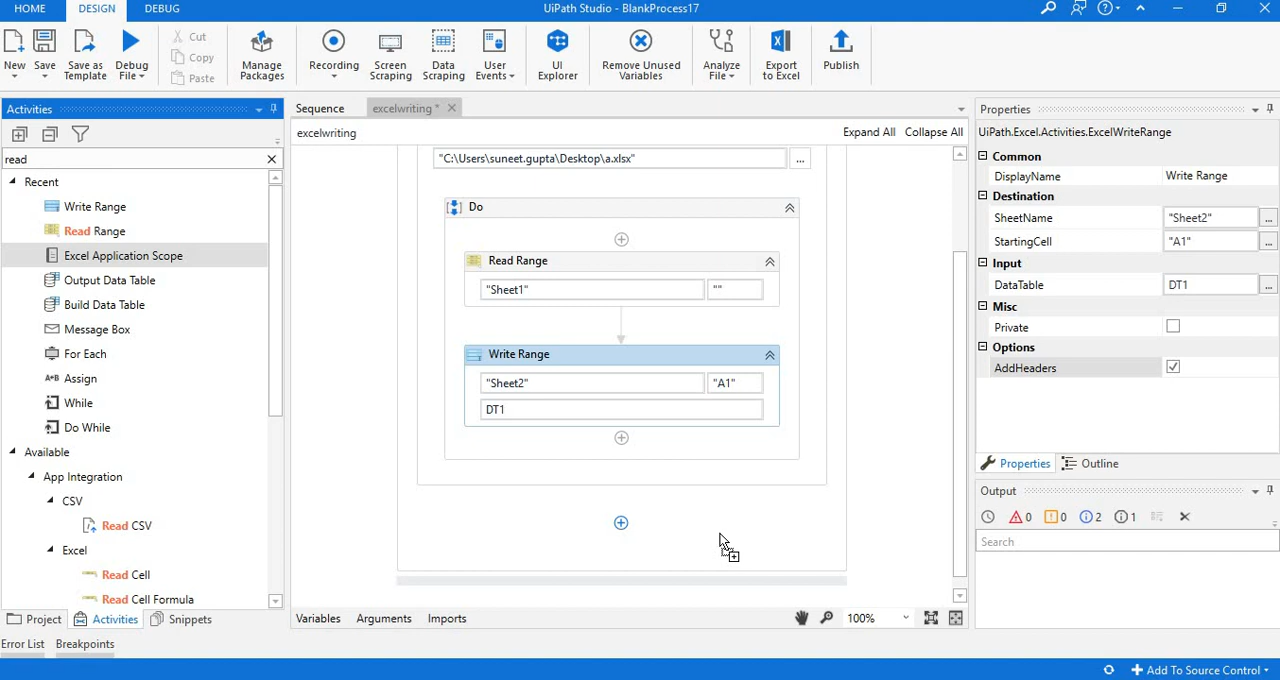 HOME DESIGN DEBUG UiPath Studio - BlankProcess17
New Save Save as Template Debug File Cut Copy Paste Manage Packages Recording Screen Scraping Data Scraping User Events UI Explorer Remove Unused Variables Analyze File Export to Excel Publish
Activities
read
Recent
Write Range
Read Range
Excel Application Scope
Output Data Table
Build Data Table
Message Box
For Each
A+B Assign
While
Do While
Available
App Integration
CSV
Read CSV
Excel
Read Cell
Read Cell Formula
Project Activities Snippets
Sequence excelwriting *
excelwriting Expand All Collapse All
"C:\Users\suneet.gupta\Desktop\a.xlsx" ...
Do
Read Range
"Sheet1" ""
Write Range
"Sheet2" "A1"
DT1
Variables Arguments Imports 100%
Properties
UiPath.Excel.Activities.ExcelWriteRange
Common
DisplayName Write Range
Destination
SheetName "Sheet2" ...
StartingCell "A1" ...
Input
DataTable DT1 ...
Misc
Private
Options
AddHeaders
Properties Outline
Output
0 0 2 1
Search
Error List Breakpoints
Add To Source Control